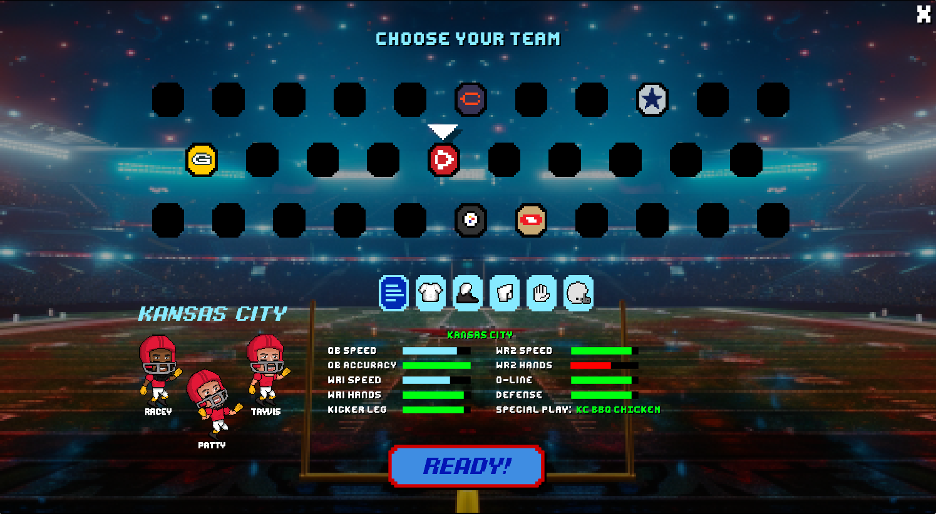 CHOOSE YOUR TEAM
KANSAS CITY
RACEY
PATTY
TAVVIS
KANSAS CITY
QB SPEED
QB ACCURACY
WR1 SPEED
WR1 HANDS
KICKER LEG
WR2 SPEED
WR2 HANDS
O-LINE
DEFENSE
SPECIAL PLAY: KC BBQ CHICKEN
READY!